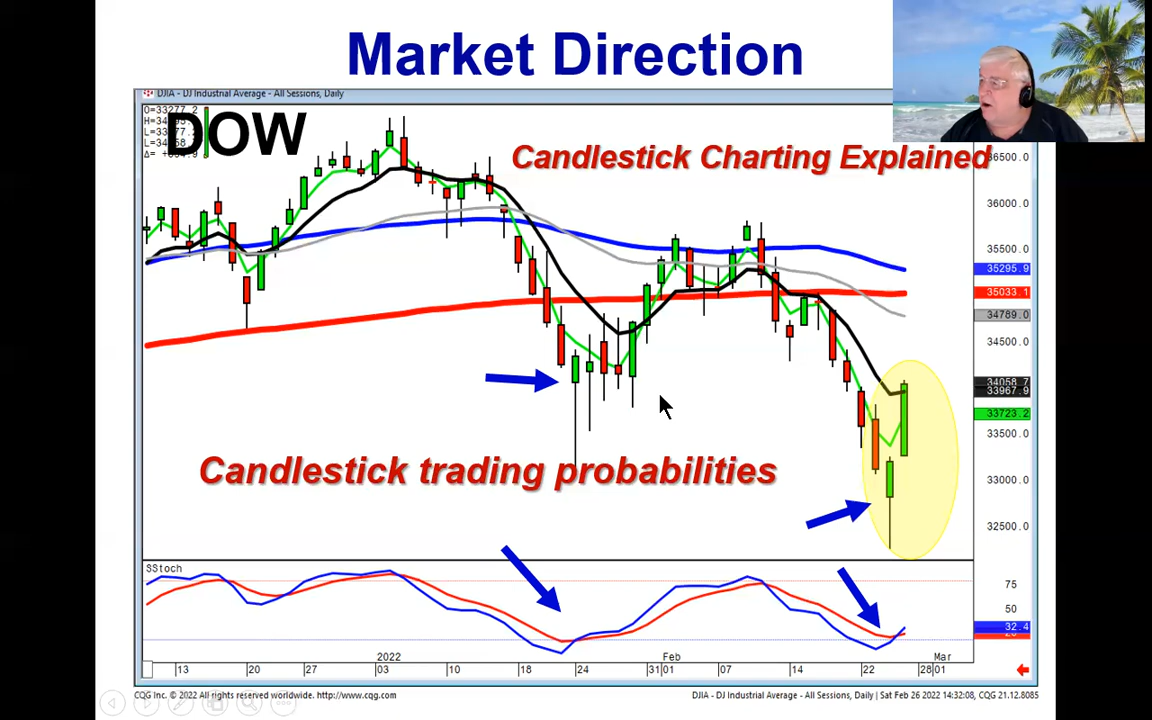 Market Direction
DJIA - DJ Industrial Average - All Sessions, Daily
O=33277.2
DOW
Candlestick Charting Explained
36500.0
36000.0
35500.0
35295.9
35033.1
34789.0
34500.0
34058.7
33967.9
33723.2
33500.0
33000.0
32500.0
Candlestick trading probabilities
SStoch
75
50
32.4
2022 Feb Mar
13 20 27 03 10 18 24 31 01 07 14 22 28 01
CQG Inc. © 2022 All rights reserved worldwide. http://www.cqg.com
DJIA - DJ Industrial Average - All Sessions, Daily | Sat Feb 26 2022 14:32:08, CQG 21.12.8085